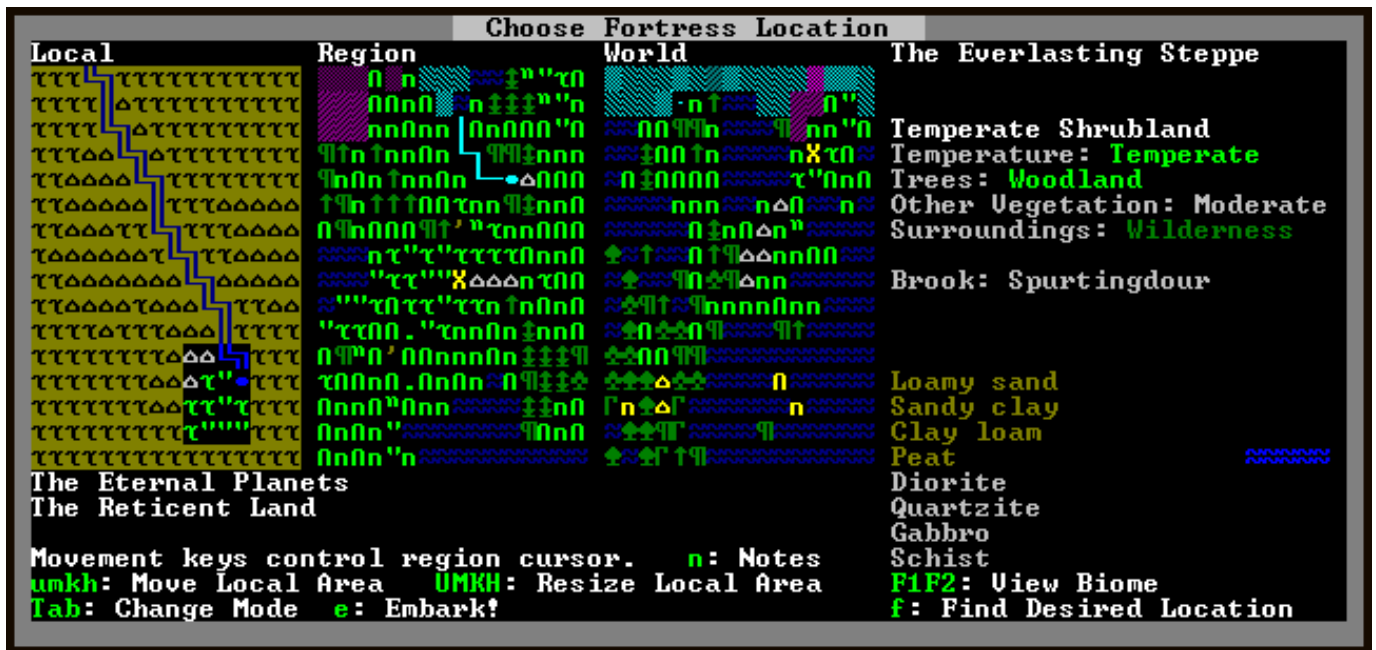 Choose Fortress Location
Local Region World The Everlasting Steppe
Temperate Shrubland
Temperature: Temperate
Trees: Woodland
Other Vegetation: Moderate
Surroundings: Wilderness
Brook: Spurtingdour
Loamy sand
Sandy clay
Clay loam
Peat
The Eternal Planets
Diorite
The Reticent Land
Quartzite
Gabbro
Movement keys control region cursor. n: Notes
Schist
umkh: Move Local Area UMKH: Resize Local Area
F1F2: View Biome
Tab: Change Mode e: Embark!
f: Find Desired Location